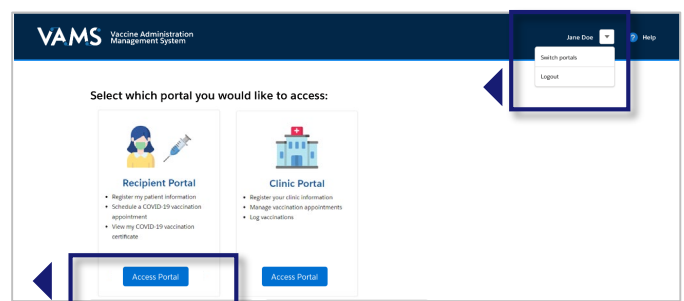 VAMS Vaccine Administration
Management System
Jane Doe
? Help
Switch portals
Logout
Select which portal you would like to access:
Recipient Portal
• Register my patient information
• Schedule a COVID-19 vaccination
appointment
• View my COVID-19 vaccination
certificate
Access Portal
Clinic Portal
• Register your clinic information
• Manage vaccination appointments
• Log vaccinations
Access Portal